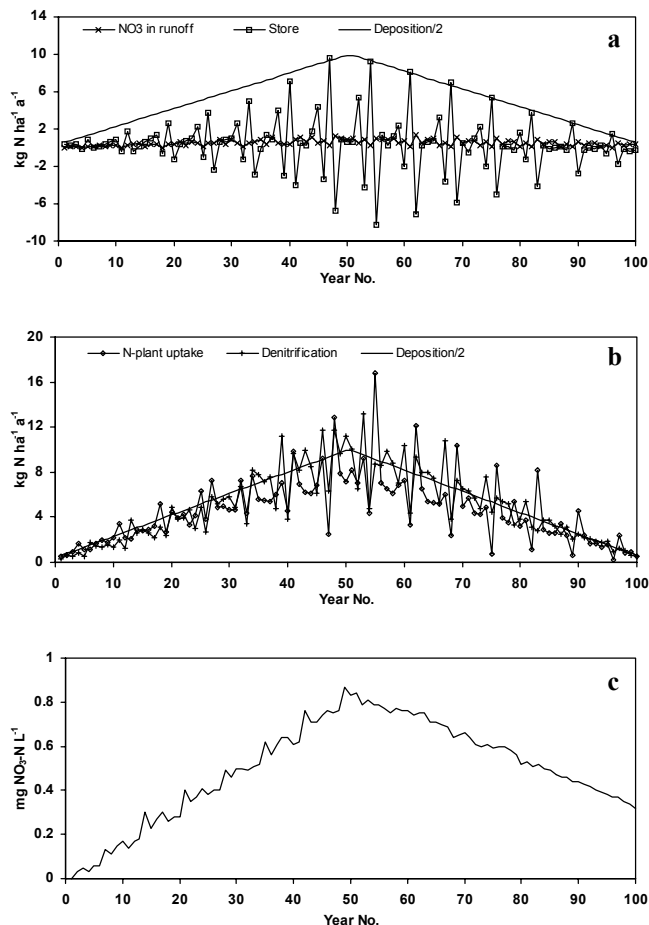 NO3 in runoff Store Deposition/2
a
14
10
6
2
-2
-6
-10
kg N ha⁻¹ a⁻¹
0 10 20 30 40 50 60 70 80 90 100
Year No.
N-plant uptake Denitrification Deposition/2
b
20
16
12
8
4
0
kg N ha⁻¹ a⁻¹
0 10 20 30 40 50 60 70 80 90 100
Year No.
c
1
0.8
0.6
0.4
0.2
0
mg NO₃-N L⁻¹
0 10 20 30 40 50 60 70 80 90 100
Year No.